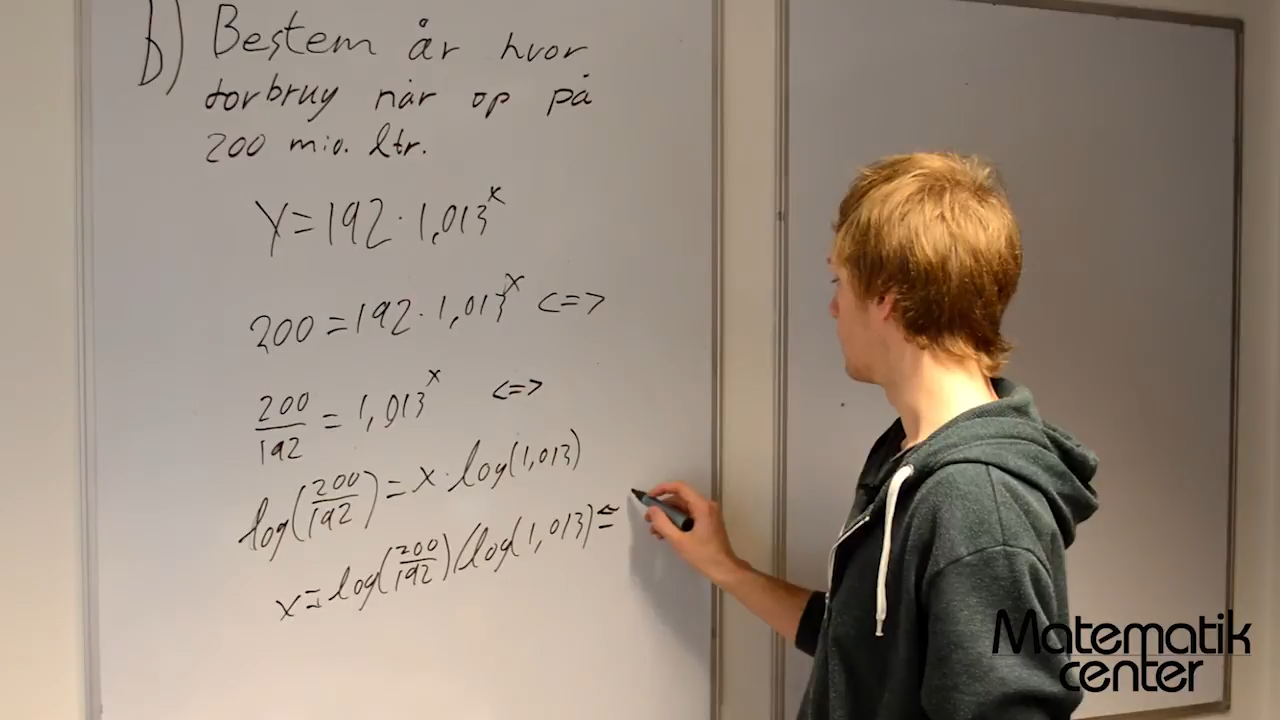 b) Bestem år hvor
forbrug når op på
200 mio. ltr.
Y = 192 · 1,013^x
200 = 192 · 1,013^x <=>
200/192 = 1,013^x <=>
log(200/192) = x · log(1,013)
x = log(200/192)/log(1,013) =
Matematik
center